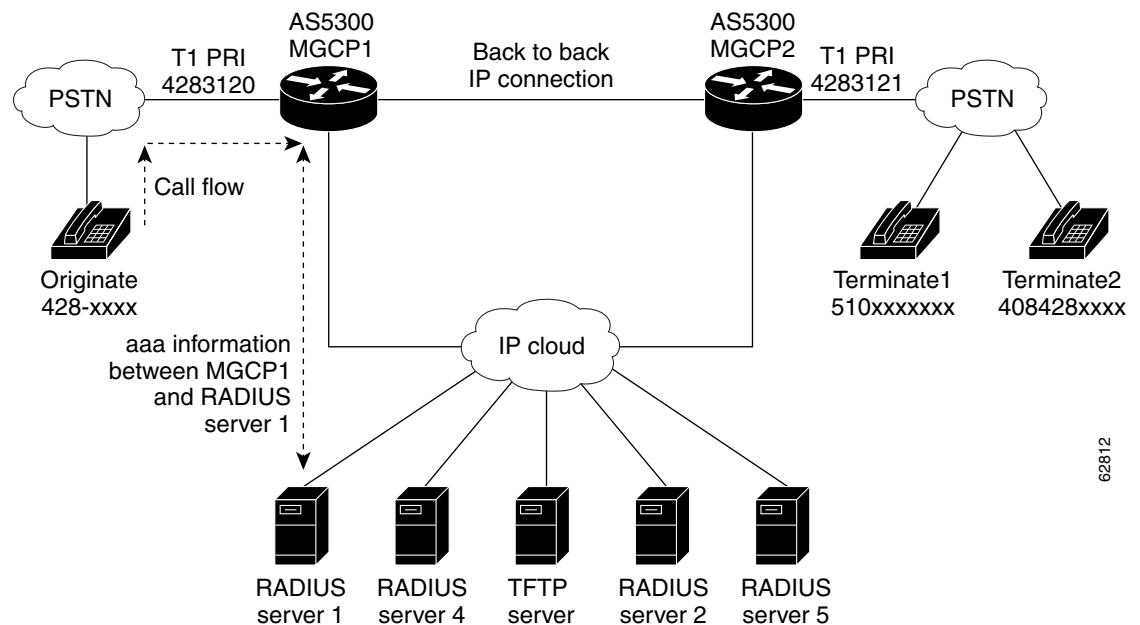 AS5300
MGCP1
AS5300
MGCP2
T1 PRI
4283120
Back to back
IP connection
T1 PRI
4283121
PSTN
PSTN
Call flow
Originate
428-xxxx
Terminate1
510xxxxxxx
Terminate2
408428xxxx
aaa information
between MGCP1
and RADIUS
server 1
IP cloud
62812
RADIUS
server 1
RADIUS
server 4
TFTP
server
RADIUS
server 2
RADIUS
server 5